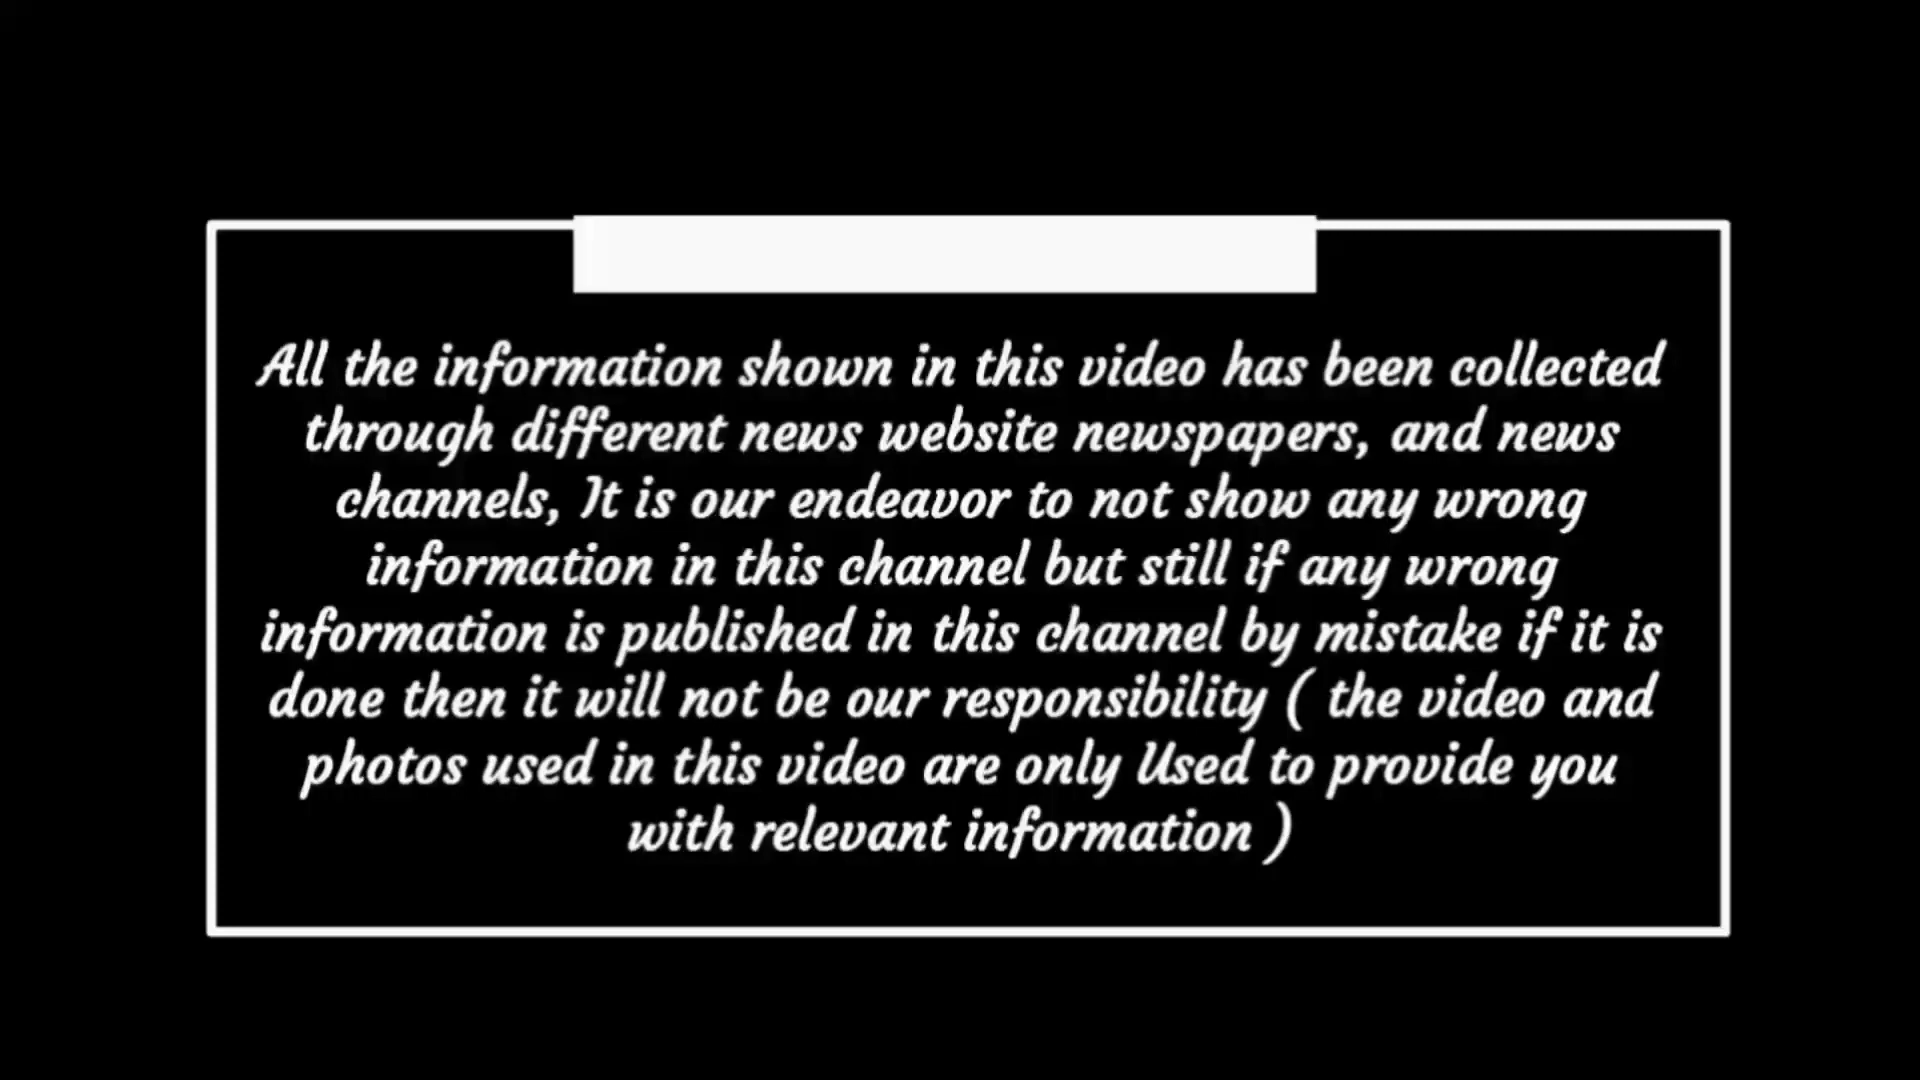 All the information shown in this video has been collected
through different news website newspapers, and news
channels, It is our endeavor to not show any wrong
information in this channel but still if any wrong
information is published in this channel by mistake if it is
done then it will not be our responsibility ( the video and
photos used in this video are only Used to provide you
with relevant information )